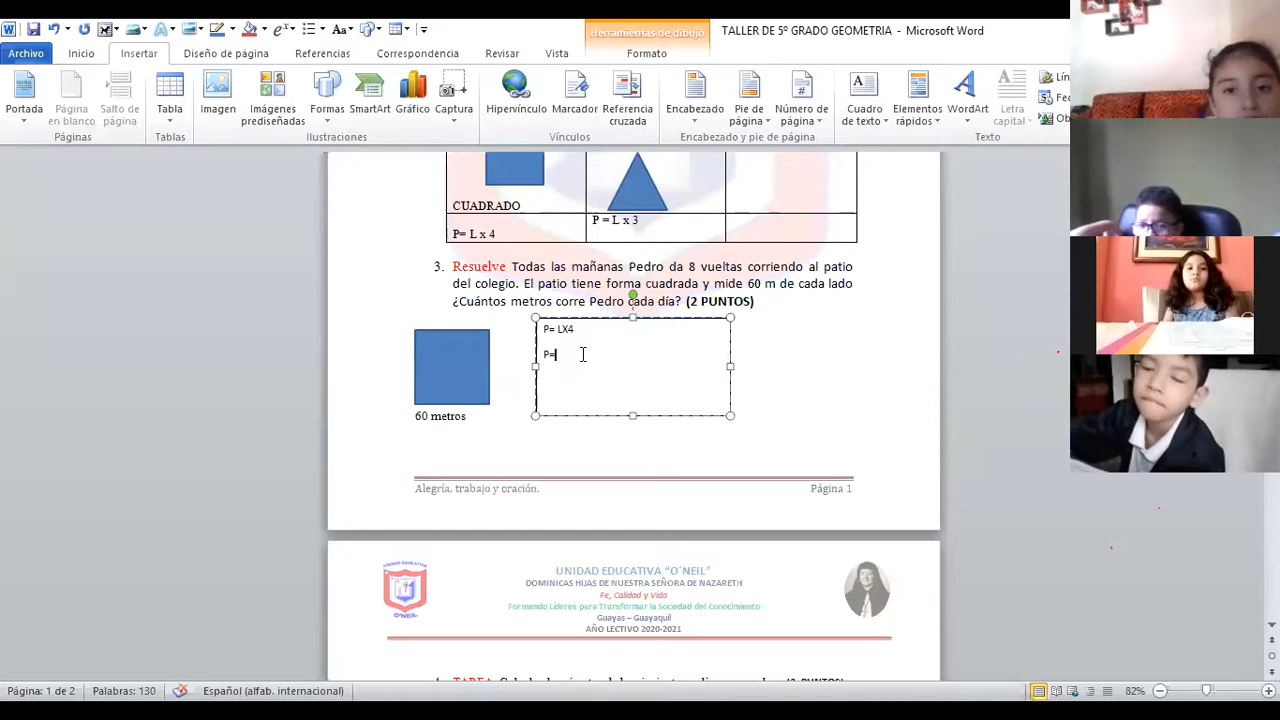 Herramientas de dibujo
TALLER DE 5º GRADO GEOMETRIA - Microsoft Word
Archivo
Inicio
Insertar
Diseño de página
Referencias
Correspondencia
Revisar
Vista
Formato
Portada
Página en blanco
Salto de página
Tabla
Imagen
Imágenes prediseñadas
Formas
SmartArt
Gráfico
Captura
Hipervínculo
Marcador
Referencia cruzada
Encabezado
Pie de página
Número de página
Cuadro de texto
Elementos rápidos
WordArt
Letra capital
Páginas
Tablas
Ilustraciones
Vínculos
Encabezado y pie de página
Texto
CUADRADO
P= L x 4
P = L x 3
3. Resuelve Todas las mañanas Pedro da 8 vueltas corriendo al patio
del colegio. El patio tiene forma cuadrada y mide 60 m de cada lado
¿Cuántos metros corre Pedro cada día? (2 PUNTOS)
P= LX4
P=
60 metros
Alegría, trabajo y oración.
Página 1
UNIDAD EDUCATIVA “O´NEIL”
DOMINICAS HIJAS DE NUESTRA SEÑORA DE NAZARETH
Fe, Calidad y Vida
Formando Líderes para Transformar la Sociedad del Conocimiento
Guayas – Guayaquil
AÑO LECTIVO 2020-2021
O´NEIL
Página: 1 de 2
Palabras: 130
Español (alfab. internacional)
82%